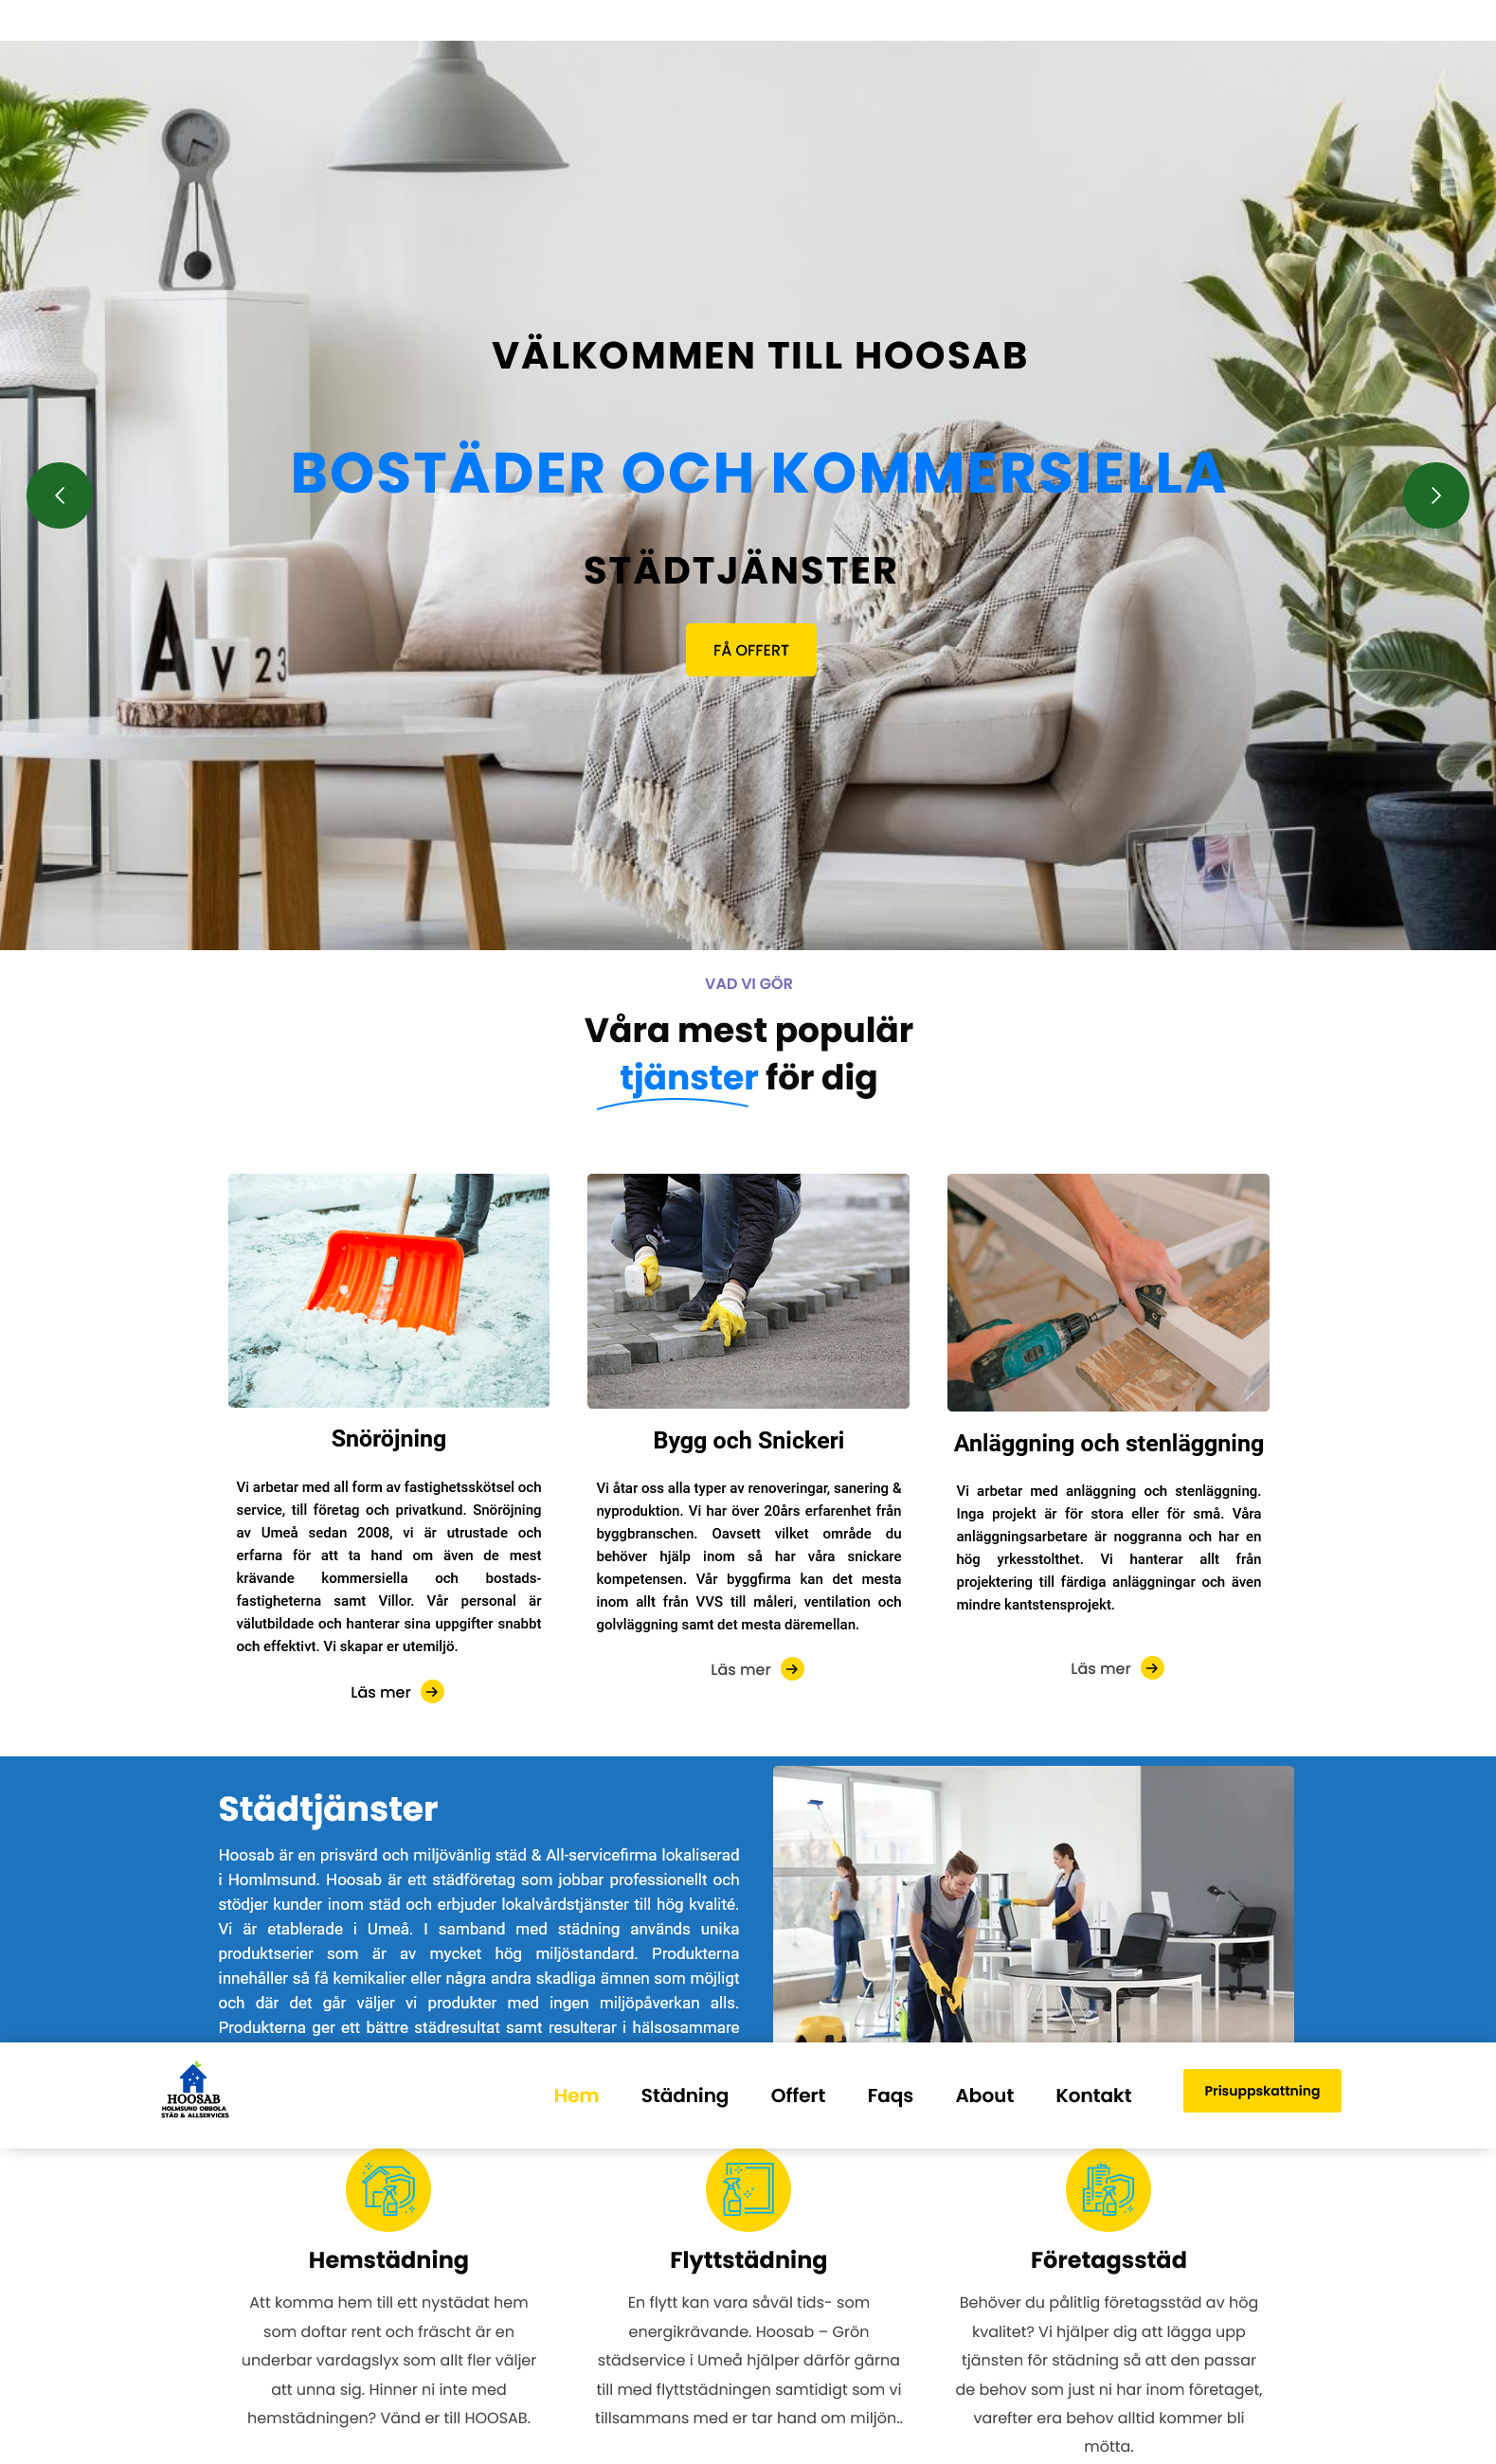 VÄLKOMMEN TILL HOOSAB
BOSTÄDER OCH KOMMERSIELLA
STÄDTJÄNSTER
A V 23
FÅ OFFERT
VAD VI GÖR
Våra mest populär
tjänster för dig
Snöröjning
Vi arbetar med all form av fastighetsskötsel och
service, till företag och privatkund. Snöröjning
av Umeå sedan 2008, vi är utrustade och
erfarna för att ta hand om även de mest
krävande kommersiella och bostads-
fastigheterna samt Villor. Vår personal är
välutbildade och hanterar sina uppgifter snabbt
och effektivt. Vi skapar er utemiljö.
Läs mer
Bygg och Snickeri
Vi åtar oss alla typer av renoveringar, sanering &
nyproduktion. Vi har över 20års erfarenhet från
byggbranschen. Oavsett vilket område du
behöver hjälp inom så har våra snickare
kompetensen. Vår byggfirma kan det mesta
inom allt från VVS till måleri, ventilation och
golvläggning samt det mesta däremellan.
Läs mer
Anläggning och stenläggning
Vi arbetar med anläggning och stenläggning.
Inga projekt är för stora eller för små. Våra
anläggningsarbetare är noggranna och har en
hög yrkesstolthet. Vi hanterar allt från
projektering till färdiga anläggningar och även
mindre kantstensprojekt.
Läs mer
Städtjänster
Hoosab är en prisvärd och miljövänlig städ & All-servicefirma lokaliserad
i Homlmsund. Hoosab är ett städföretag som jobbar professionellt och
stödjer kunder inom städ och erbjuder lokalvårdstjänster till hög kvalité.
Vi är etablerade i Umeå. I samband med städning används unika
produktserier som är av mycket hög miljöstandard. Produkterna
innehåller så få kemikalier eller några andra skadliga ämnen som möjligt
och där det går väljer vi produkter med ingen miljöpåverkan alls.
Produkterna ger ett bättre städresultat samt resulterar i hälsosammare
HOOSAB
HOLMSUND OBBOLA
STÄD & ALLSERVICES
Hem Städning Offert Faqs About Kontakt Prisuppskattning
Hemstädning
Att komma hem till ett nystädat hem
som doftar rent och fräscht är en
underbar vardagslyx som allt fler väljer
att unna sig. Hinner ni inte med
hemstädningen? Vänd er till HOOSAB.
Flyttstädning
En flytt kan vara såväl tids- som
energikrävande. Hoosab – Grön
städservice i Umeå hjälper därför gärna
till med flyttstädningen samtidigt som vi
tillsammans med er tar hand om miljön..
Företagsstäd
Behöver du pålitlig företagsstäd av hög
kvalitet? Vi hjälper dig att lägga upp
tjänsten för städning så att den passar
de behov som just ni har inom företaget,
varefter era behov alltid kommer bli
mötta.